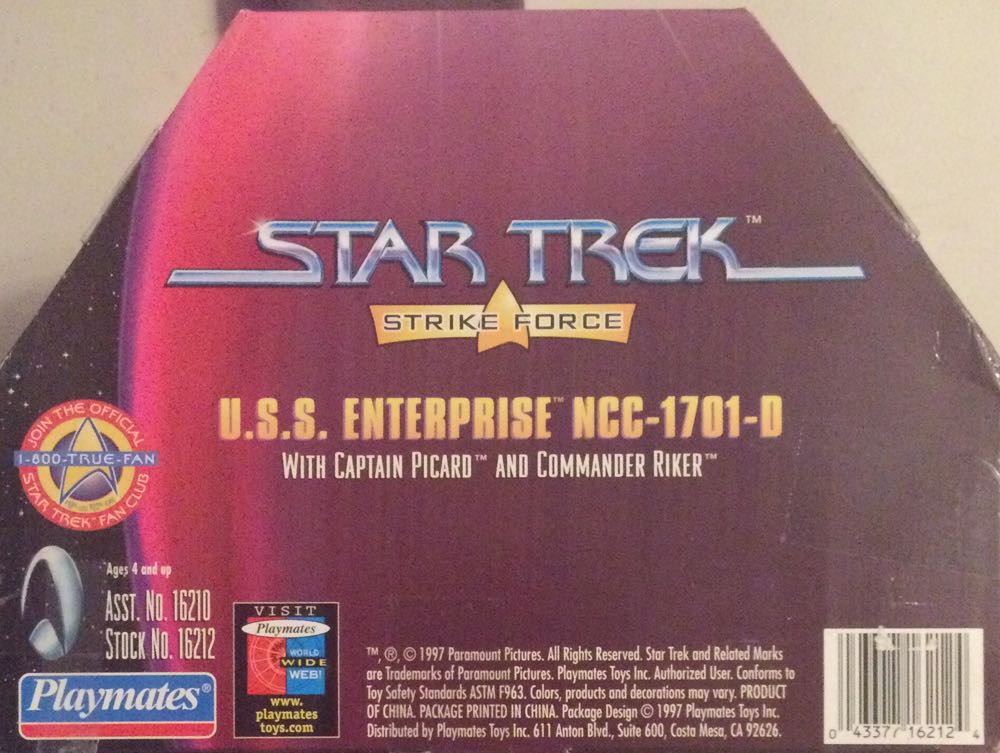 STAR TREK™
STRIKE FORCE
U.S.S. ENTERPRISE™ NCC-1701-D
WITH CAPTAIN PICARD™ AND COMMANDER RIKER™
JOIN THE OFFICIAL
1-800-TRUE-FAN
STAR TREK™ FAN CLUB
Ages 4 and up
ASST. NO. 16210
STOCK NO. 16212
Playmates®
VISIT
Playmates
WORLD
WIDE
WEB!
www.
playmates
toys.com
™, ®, © 1997 Paramount Pictures. All Rights Reserved. Star Trek and Related Marks
are Trademarks of Paramount Pictures. Playmates Toys Inc. Authorized User. Conforms to
Toy Safety Standards ASTM F963. Colors, products and decorations may vary. PRODUCT
OF CHINA. PACKAGE PRINTED IN CHINA. Package Design © 1997 Playmates Toys Inc.
Distributed by Playmates Toys Inc. 611 Anton Blvd., Suite 600, Costa Mesa, CA 92626.
0 43377 16212 4